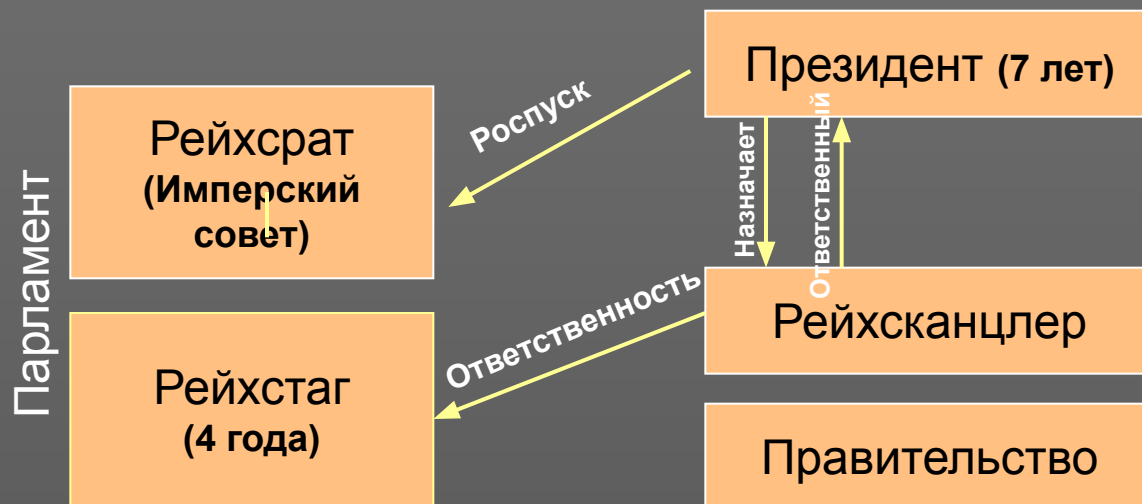 Президент (7 лет)
Роспуск
Рейхсрат
(Имперский
совет)
Назначает
Ответственный
Парламент
Ответственность
Рейхсканцлер
Рейхстаг
(4 года)
Правительство